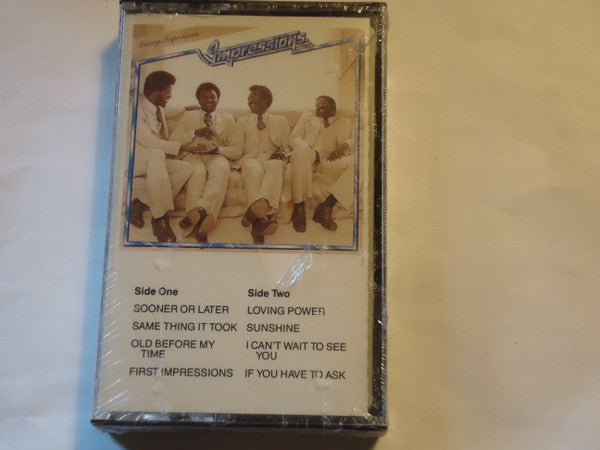 Impressions
Side One
SOONER OR LATER
SAME THING IT TOOK
OLD BEFORE MY
TIME
FIRST IMPRESSIONS
Side Two
LOVING POWER
SUNSHINE
I CAN'T WAIT TO SEE
YOU
IF YOU HAVE TO ASK